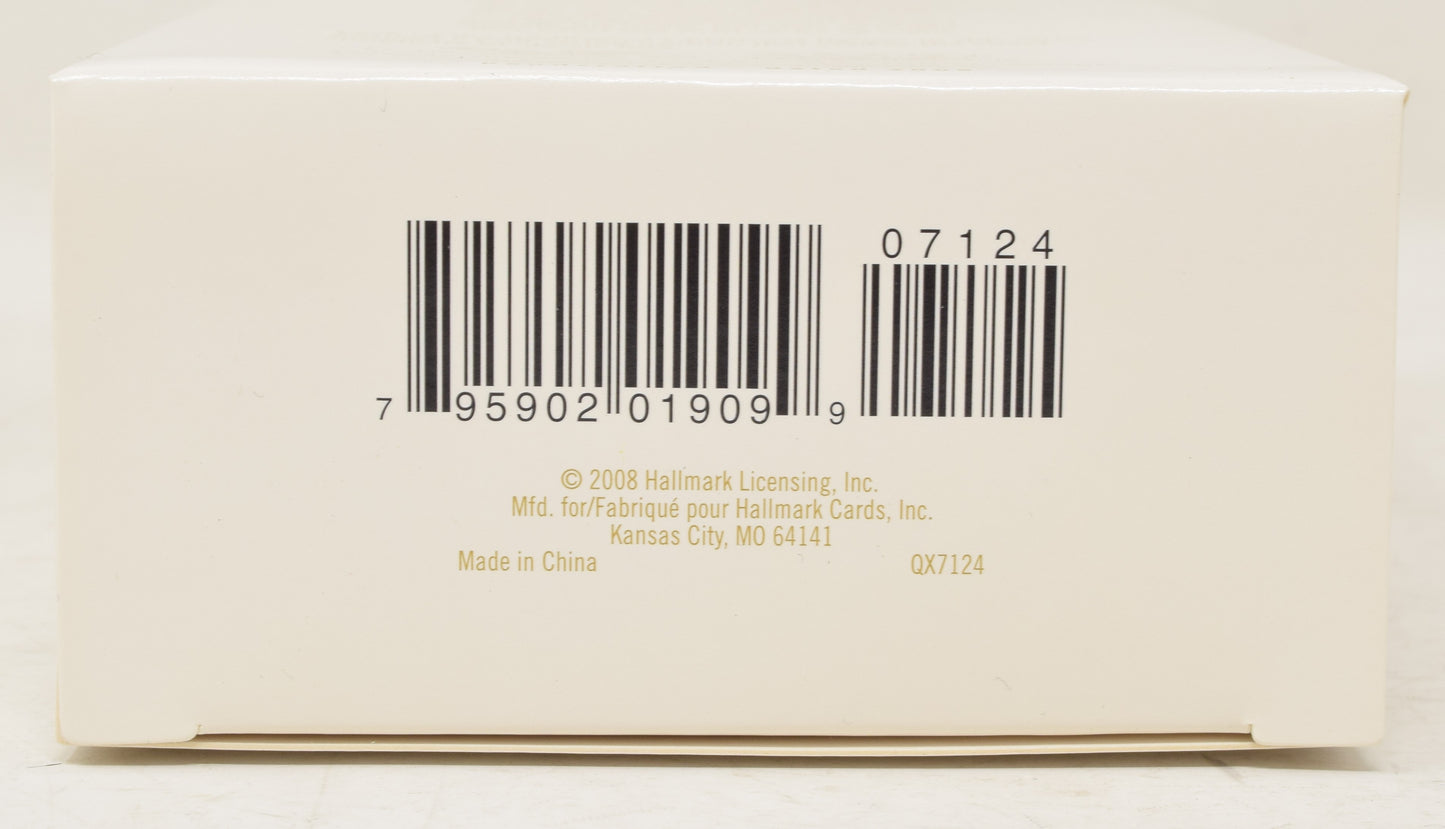 07124
7 95902 01909 9
© 2008 Hallmark Licensing, Inc.
Mfd. for/Fabriqué pour Hallmark Cards, Inc.
Kansas City, MO 64141
Made in China QX7124